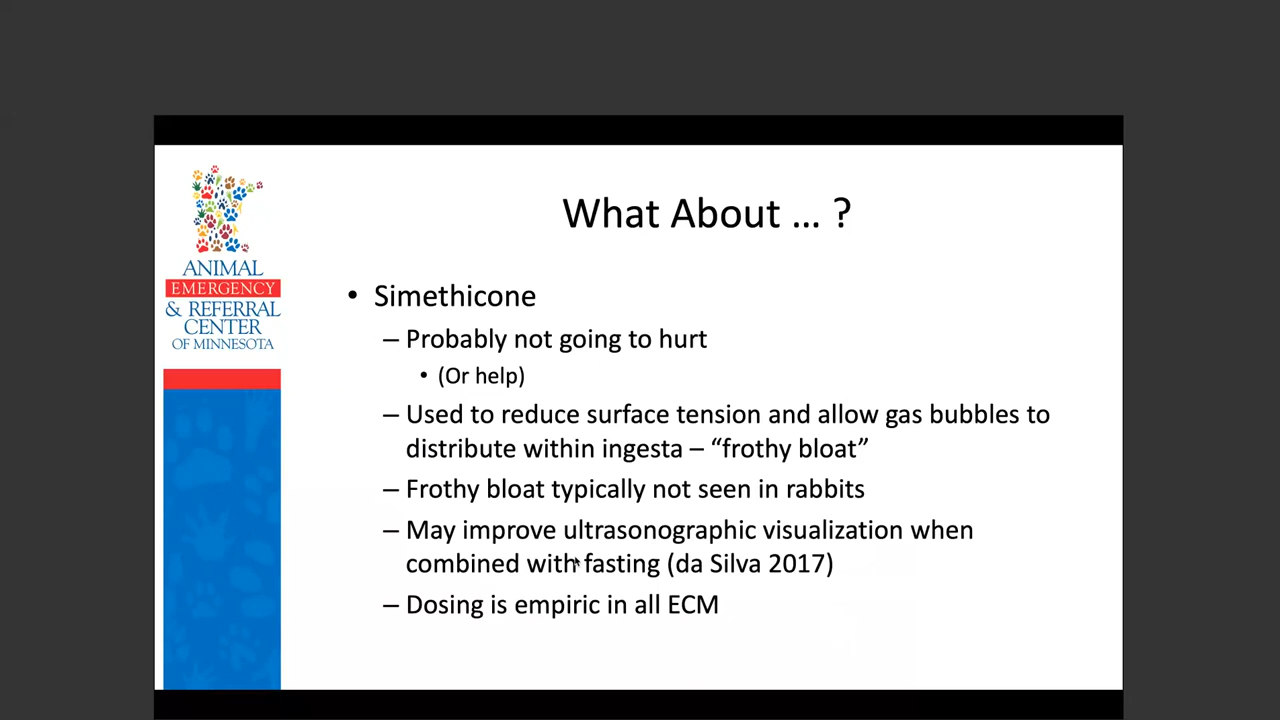 ANIMAL
EMERGENCY
& REFERRAL
CENTER
OF MINNESOTA
What About ... ?
• Simethicone
– Probably not going to hurt
• (Or help)
– Used to reduce surface tension and allow gas bubbles to
distribute within ingesta – “frothy bloat”
– Frothy bloat typically not seen in rabbits
– May improve ultrasonographic visualization when
combined with fasting (da Silva 2017)
– Dosing is empiric in all ECM